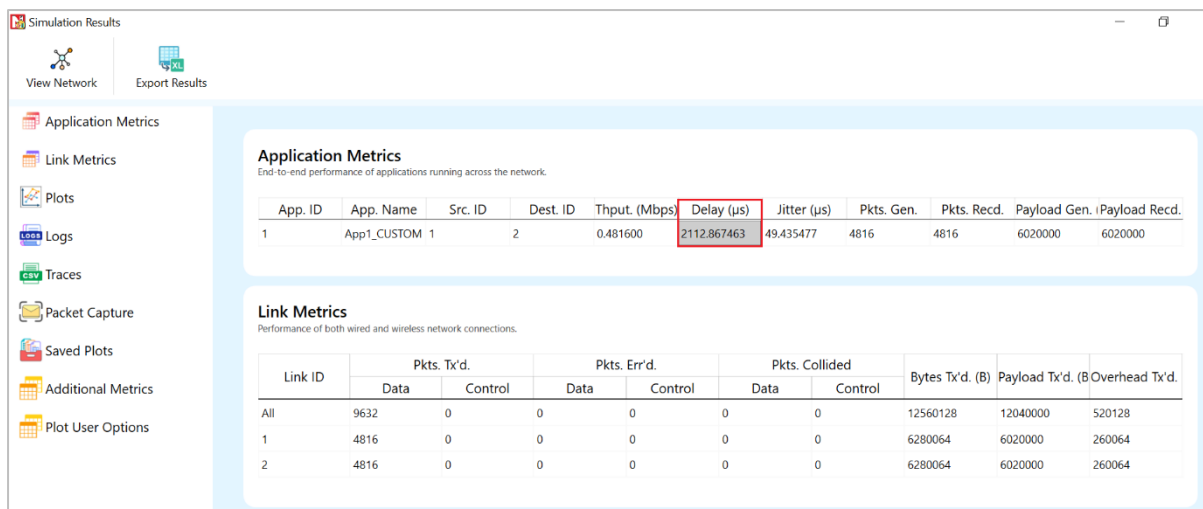 Simulation Results
View Network
Export Results
Application Metrics
Link Metrics
Plots
LOGS Logs
CSV Traces
Packet Capture
Saved Plots
Additional Metrics
Plot User Options
Application Metrics
End-to-end performance of applications running across the network.
App. ID App. Name Src. ID Dest. ID Thput. (Mbps) Delay (µs) Jitter (µs) Pkts. Gen. Pkts. Recd. Payload Gen. ( Payload Recd.
1 App1_CUSTOM 1 2 0.481600 2112.867463 49.435477 4816 4816 6020000 6020000
Link Metrics
Performance of both wired and wireless network connections.
Link ID Pkts. Tx'd. Pkts. Err'd. Pkts. Collided Bytes Tx'd. (B) Payload Tx'd. (B Overhead Tx'd.
Data Control Data Control Data Control
All 9632 0 0 0 0 0 12560128 12040000 520128
1 4816 0 0 0 0 0 6280064 6020000 260064
2 4816 0 0 0 0 0 6280064 6020000 260064